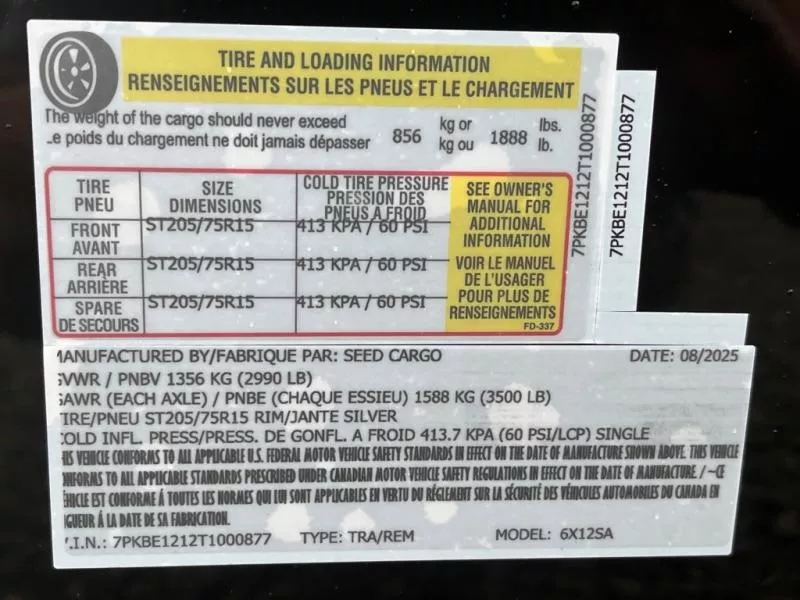 TIRE AND LOADING INFORMATION
RENSEIGNEMENTS SUR LES PNEUS ET LE CHARGEMENT
The weight of the cargo should never exceed
.e poids du chargement ne doit jamais dépasser
856 kg or kg ou 1888 lbs. lb.
TIRE PNEU
SIZE DIMENSIONS
COLD TIRE PRESSURE
PRESSION DES
PNEUS A FROID
FRONT AVANT ST205/75R15 413 KPA / 60 PSI
REAR ARRIÈRE ST205/75R15 413 KPA / 60 PSI
SPARE DE SECOURS ST205/75R15 413 KPA / 60 PSI
SEE OWNER'S
MANUAL FOR
ADDITIONAL
INFORMATION
VOIR LE MANUEL
DE L'USAGER
POUR PLUS DE
RENSEIGNEMENTS
FD-337
7PKBE1212T1000877
7PKBE1212T1000877
MANUFACTURED BY/FABRIQUE PAR: SEED CARGO DATE: 08/2025
GVWR / PNBV 1356 KG (2990 LB)
GAWR (EACH AXLE) / PNBE (CHAQUE ESSIEU) 1588 KG (3500 LB)
TIRE/PNEU ST205/75R15 RIM/JANTE SILVER
COLD INFL. PRESS/PRESS. DE GONFL. A FROID 413.7 KPA (60 PSI/LCP) SINGLE
HIS VEHICLE CONFORMS TO ALL APPLICABLE U.S. FEDERAL MOTOR VEHICLE SAFETY STANDARDS IN EFFECT ON THE DATE OF MANUFACTURE SHOWN ABOVE. THIS VEHICLE
ONFORMS TO ALL APPLICABLE STANDARDS PRESCRIBED UNDER CANADIAN MOTOR VEHICLE SAFETY REGULATIONS IN EFFECT ON THE DATE OF MANUFACTURE. / ~CE
ÉHICLE EST CONFORME À TOUTES LES NORMES QUI LUI SONT APPLICABLES EN VERTU DU RÈGLEMENT SUR LA SÉCURITÉ DES VÉHICULES AUTOMOBILES DU CANADA EN
IGUEUR À LA DATE DE SA FABRICATION.
V.I.N.: 7PKBE1212T1000877 TYPE: TRA/REM MODEL: 6X12SA